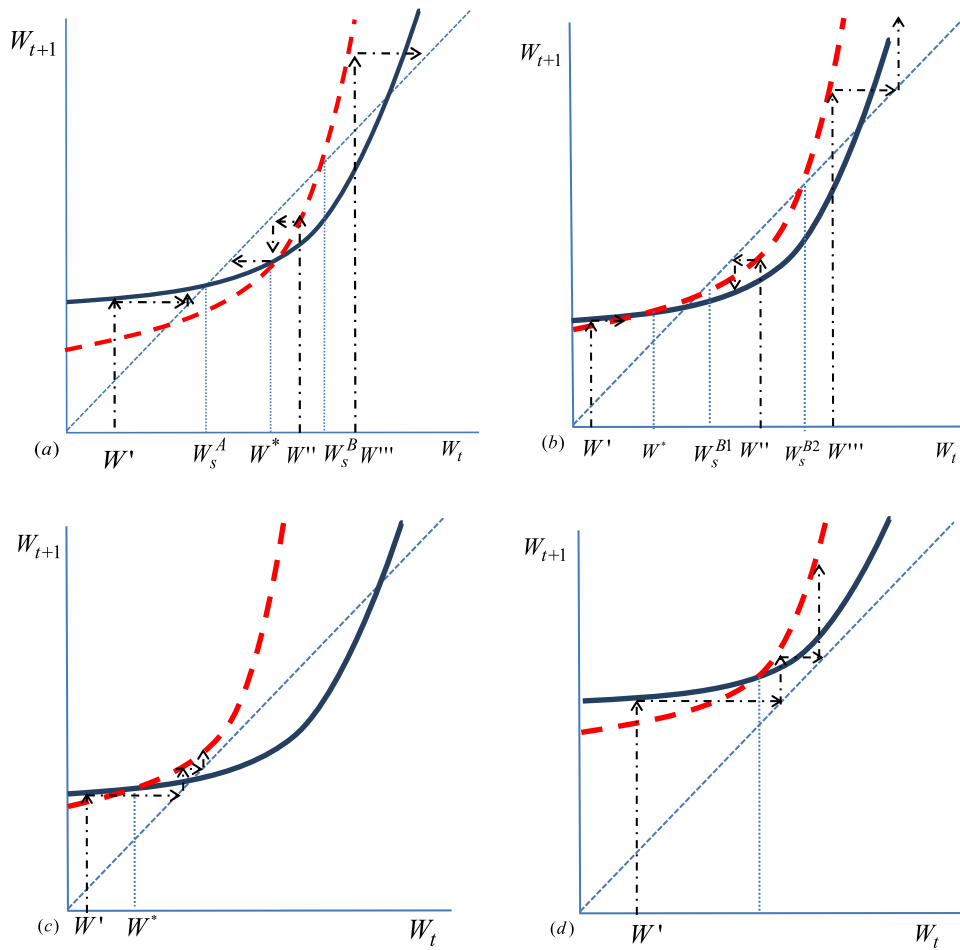 W_{t+1}
(a) W' W_s^A W^* W'' W_s^B W''' W_t
W_{t+1}
(b) W' W^* W_s^{B1} W'' W_s^{B2} W''' W_t
W_{t+1}
(c) W' W^* W_t
W_{t+1}
(d) W' W_t